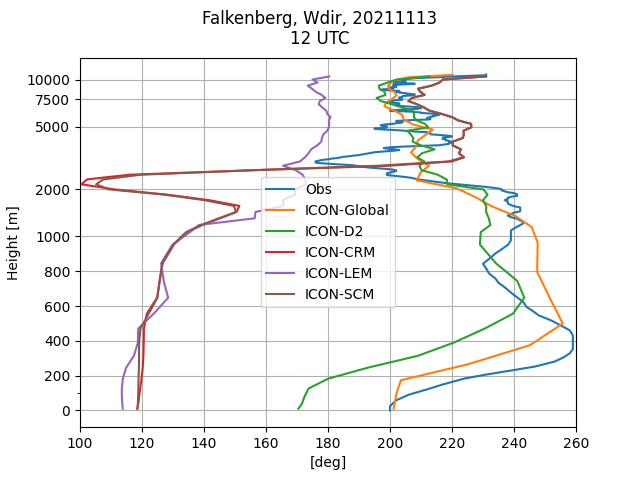 Falkenberg, Wdir, 20211113
12 UTC
Height [m]
10000
7500
5000
2000
1000
800
600
400
200
0
Obs
ICON-Global
ICON-D2
ICON-CRM
ICON-LEM
ICON-SCM
100 120 140 160 180 200 220 240 260
[deg]